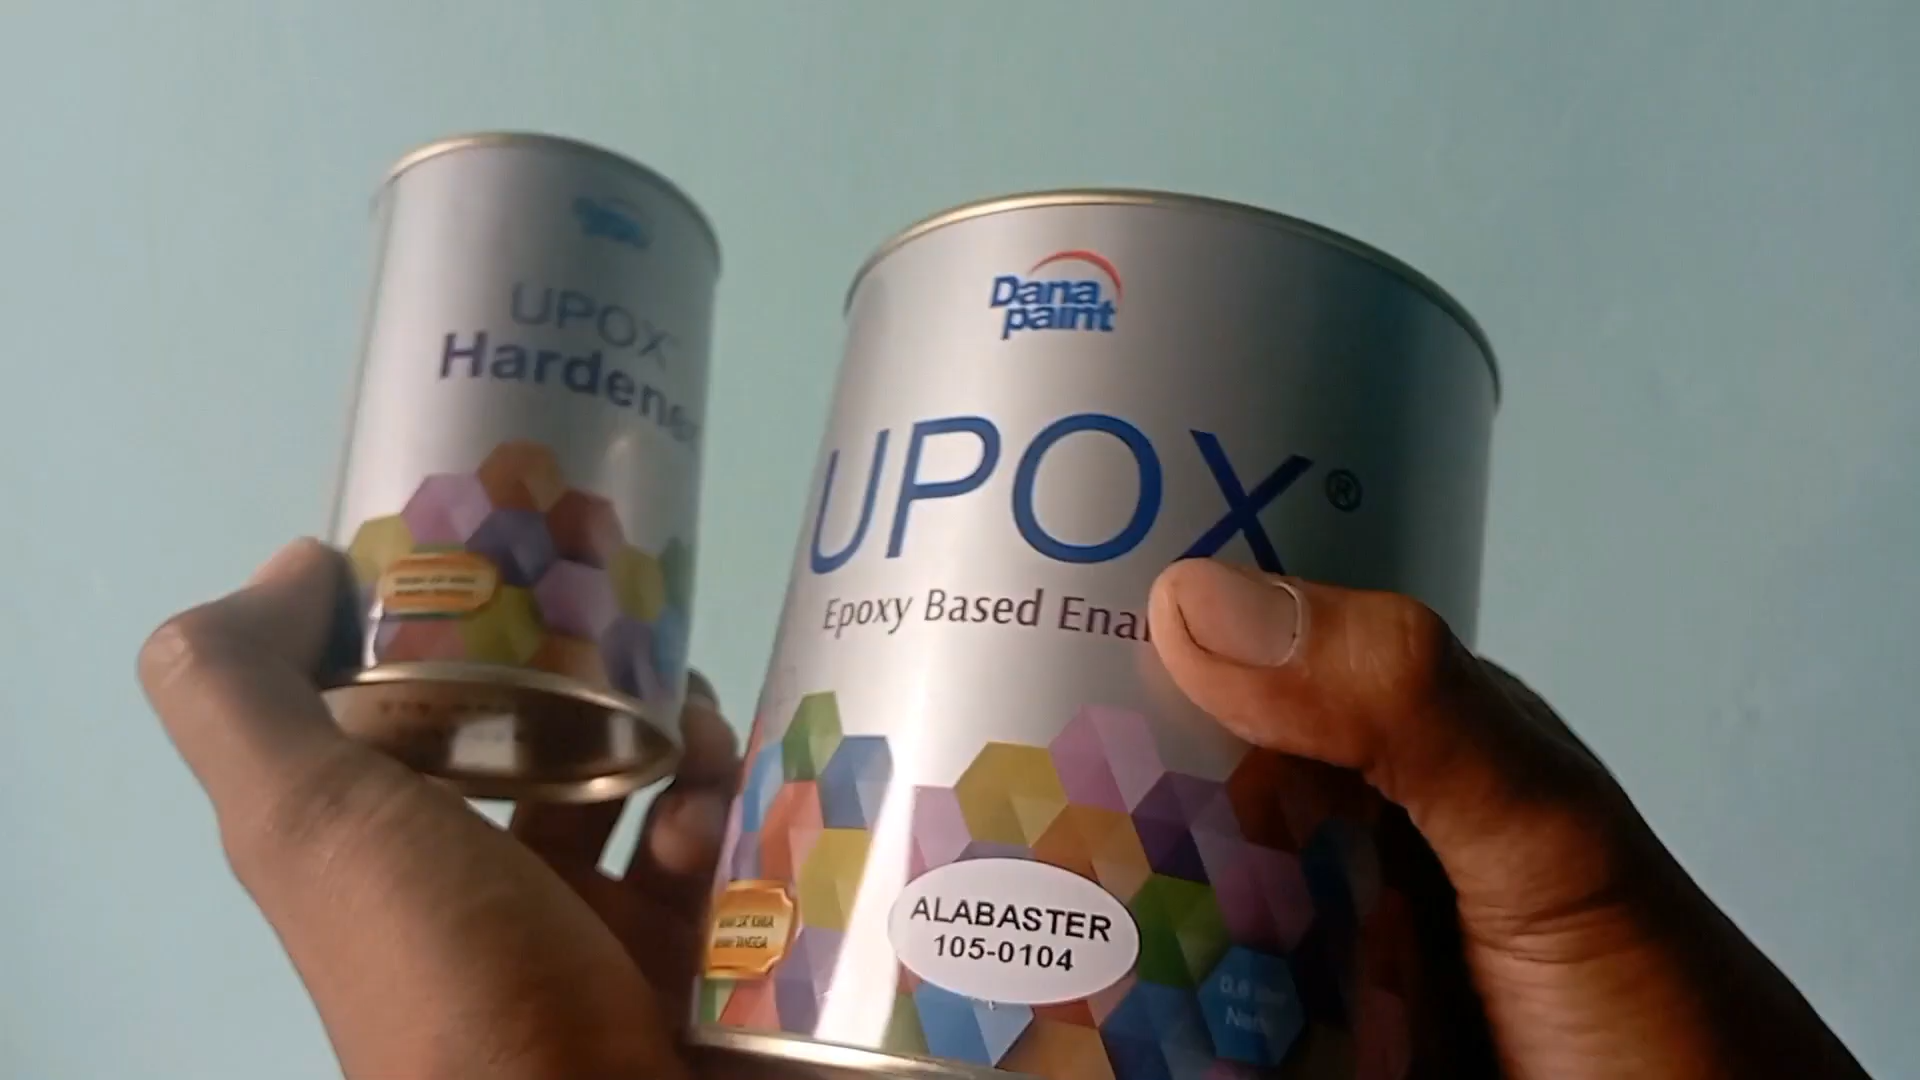 UPOX
Hardener
Dana
paint
UPOX®
Epoxy Based Ena
ALABASTER
105-0104